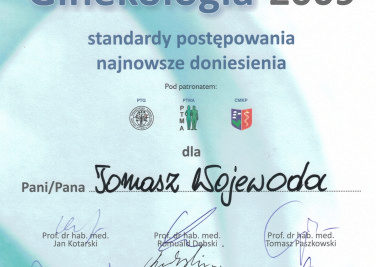 Ginekologia 2009
standardy postępowania
najnowsze doniesienia
Pod patronatem:
PTG PTMA CMKP
PTMA
dla
Pani/Pana Tomasz Wojewoda
Prof. dr hab. med. Prof. dr hab. med. Prof. dr hab. med.
Jan Kotarski Romuald Dębski Tomasz Paszkowski